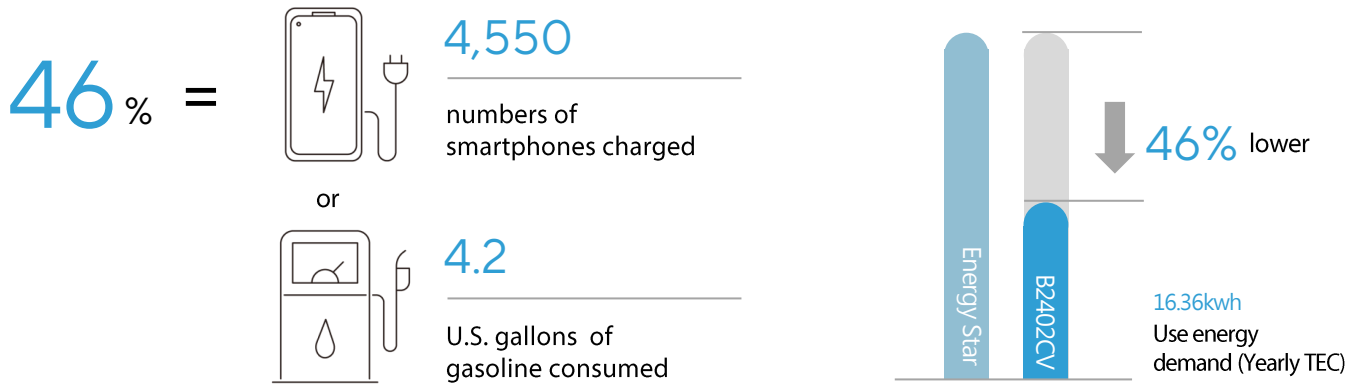 46 %
=
4,550
numbers of
smartphones charged
or
4.2
U.S. gallons of
gasoline consumed
Energy Star
B2402CV
46% lower
16.36kwh
Use energy
demand (Yearly TEC)